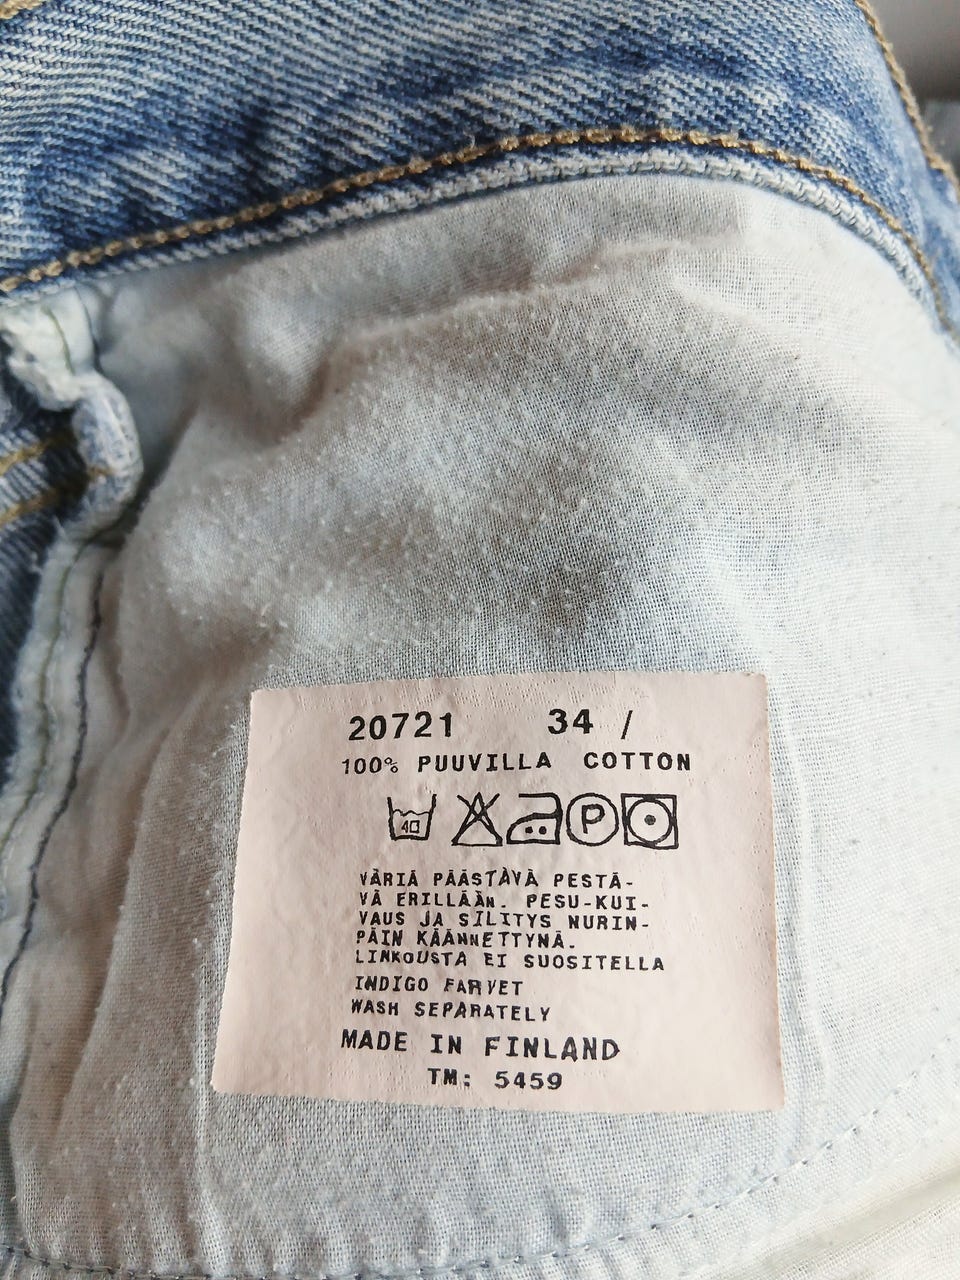 20721 34 /
100% PUUVILLA COTTON
40 P
VÄRIÄ PÄÄSTÄVÄ PESTÄ-
VÄ ERILLÄÄN. PESU-KUI-
VAUS JA SILITYS NURIN-
PÄIN KÄÄNNETTYNÄ.
LINKOUSTA EI SUOSITELLA
INDIGO FARVET
WASH SEPARATELY
MADE IN FINLAND
TM: 5459